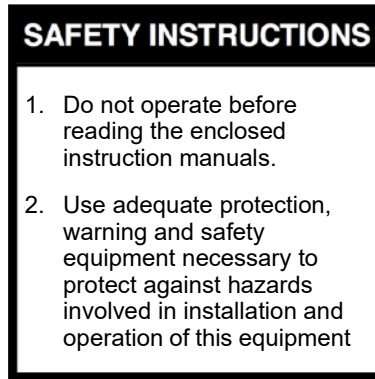 SAFETY INSTRUCTIONS
1. Do not operate before
reading the enclosed
instruction manuals.
2. Use adequate protection,
warning and safety
equipment necessary to
protect against hazards
involved in installation and
operation of this equipment